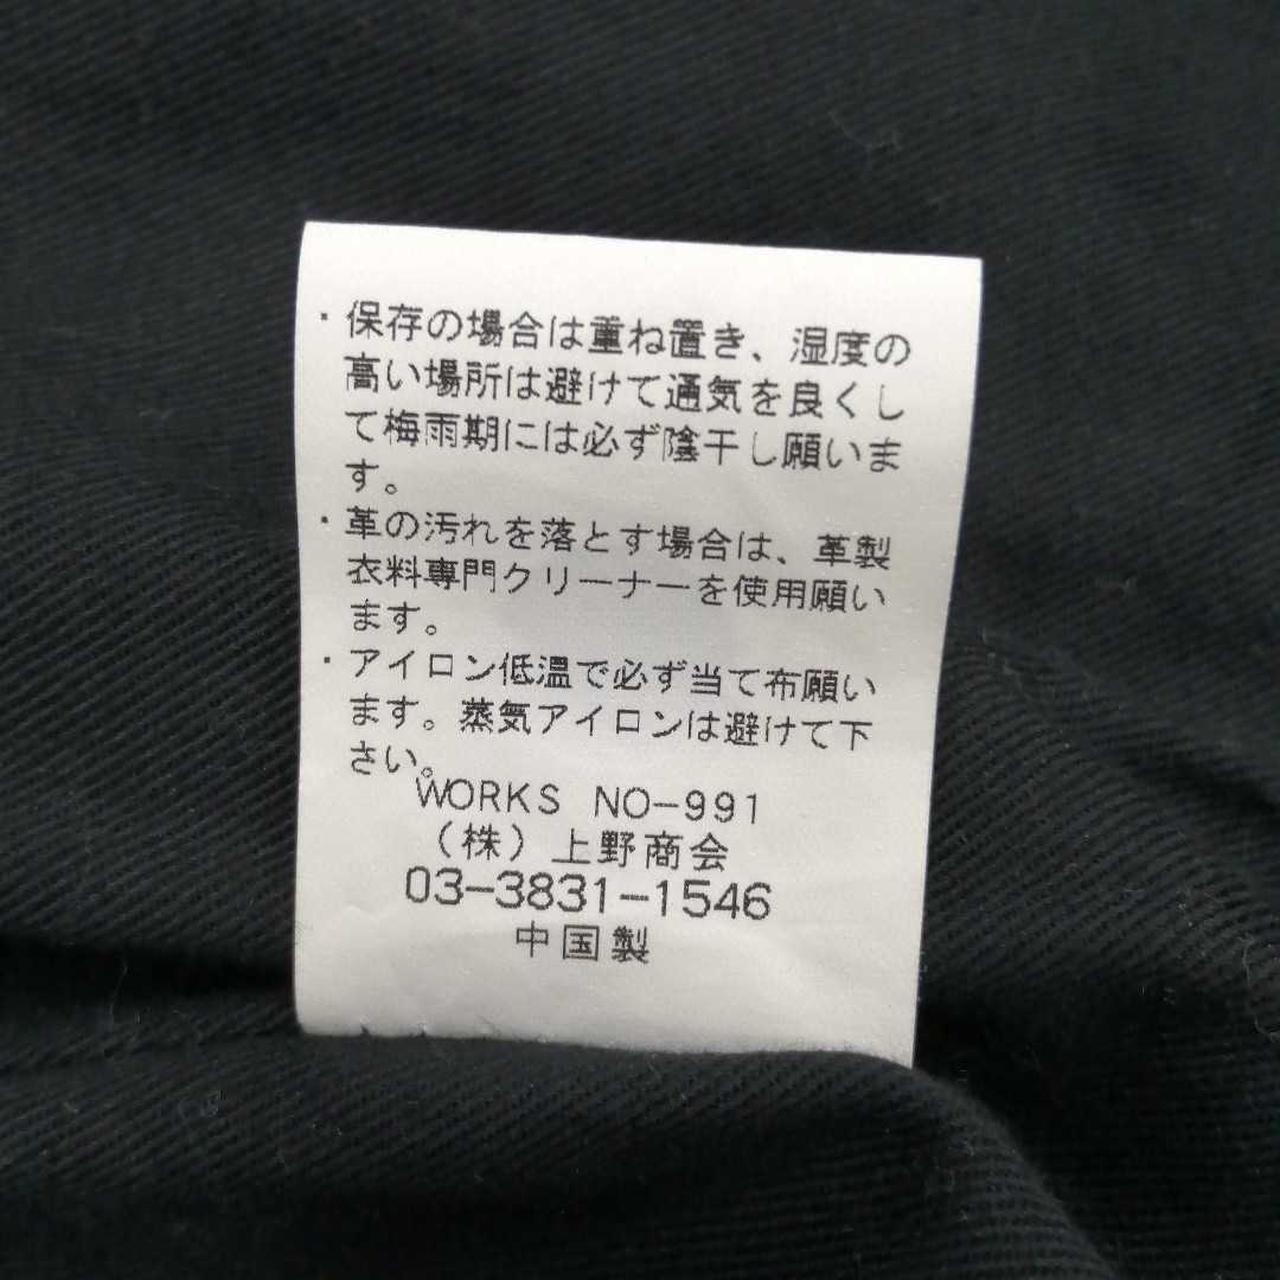 ・保存の場合は重ね置き、湿度の
高い場所は避けて通気を良くし
て梅雨期には必ず陰干し願いま
す。
・革の汚れを落とす場合は、革製
衣料専門クリーナーを使用願い
ます。
・アイロン低温で必ず当て布願い
ます。蒸気アイロンは避けて下
さい。
WORKS NO-991
（株）上野商会
03-3831-1546
中国製